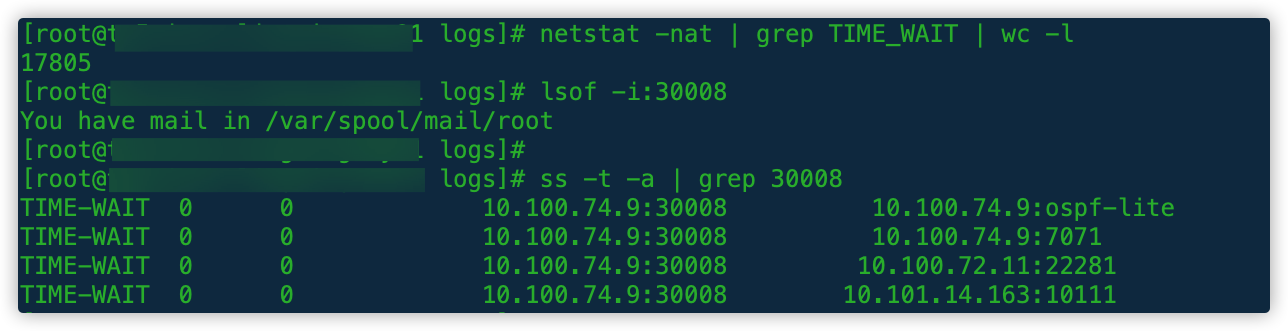 [root@t 1 logs]# netstat -nat | grep TIME_WAIT | wc -l
17805
[root@ logs]# lsof -i:30008
You have mail in /var/spool/mail/root
[root@t logs]#
[root@t logs]# ss -t -a | grep 30008
TIME-WAIT 0 0 10.100.74.9:30008 10.100.74.9:ospf-lite
TIME-WAIT 0 0 10.100.74.9:30008 10.100.74.9:7071
TIME-WAIT 0 0 10.100.74.9:30008 10.100.72.11:22281
TIME-WAIT 0 0 10.100.74.9:30008 10.101.14.163:10111